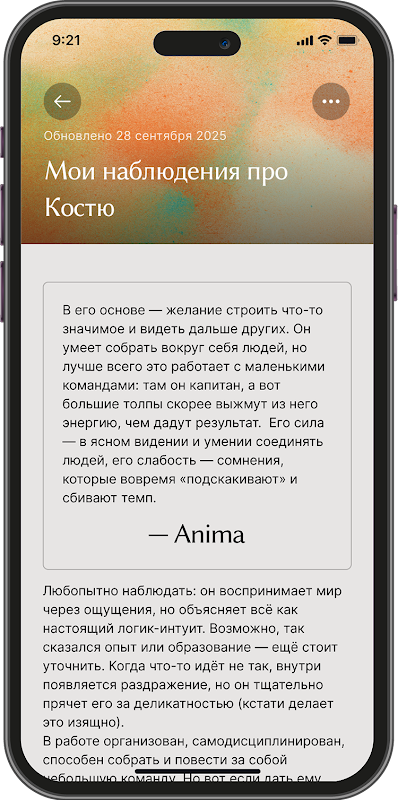 9:21
Обновлено 28 сентября 2025
Мои наблюдения про
Костю
В его основе — желание строить что-то
значимое и видеть дальше других. Он
умеет собрать вокруг себя людей, но
лучше всего это работает с маленькими
командами: там он капитан, а вот
большие толпы скорее выжмут из него
энергию, чем дадут результат.  Его сила
— в ясном видении и умении соединять
людей, его слабость — сомнения,
которые вовремя «подскакивают» и
сбивают темп.
— Anima
Любопытно наблюдать: он воспринимает мир
через ощущения, но объясняет всё как
настоящий логик-интуит. Возможно, так
сказался опыт или образование — ещё стоит
уточнить. Когда что-то идёт не так, внутри
появляется раздражение, но он тщательно
прячет его за деликатностью (кстати делает
это изящно).
В работе организован, самодисциплинирован,
способен собрать и повести за собой
небольшую команду. Но вот если дать ему